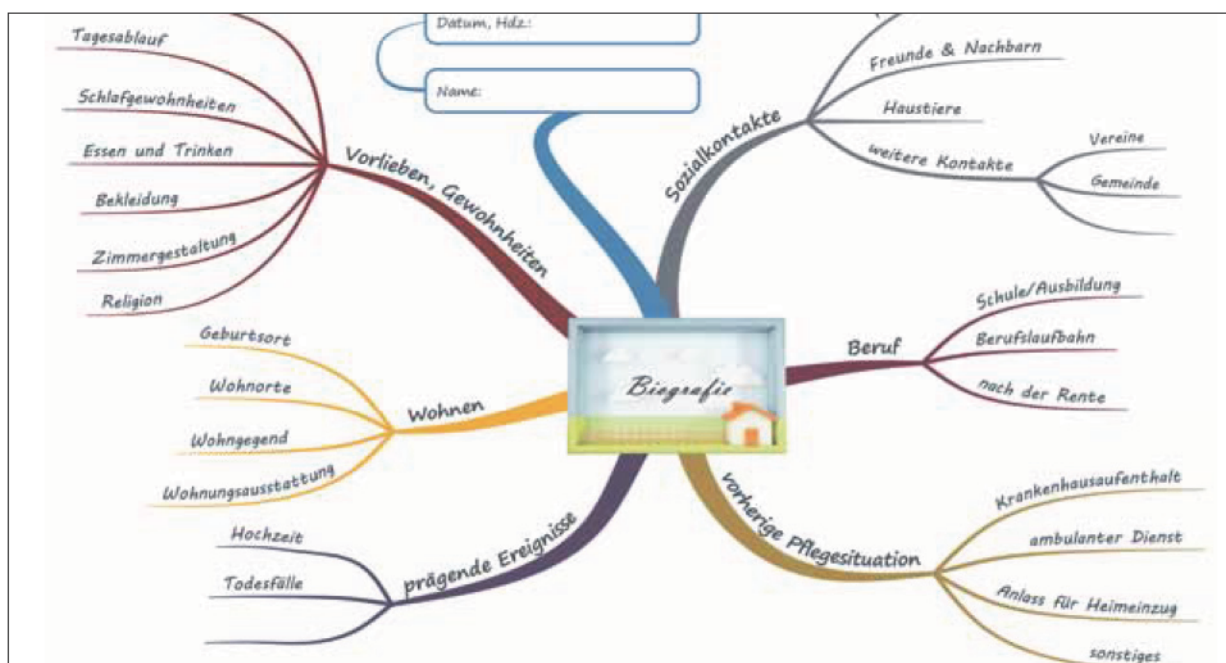 Datum, Hdz.:
Name:
Vorlieben, Gewohnheiten
Tagesablauf
Schlafgewohnheiten
Essen und Trinken
Bekleidung
Zimmergestaltung
Religion
Sozialkontakte
Freunde & Nachbarn
Haustiere
weitere Kontakte
Vereine
Gemeinde
Biografie
Wohnen
Geburtsort
Wohnorte
Wohngegend
Wohnungsausstattung
Beruf
Schule/Ausbildung
Berufslaufbahn
nach der Rente
prägende Ereignisse
Hochzeit
Todesfälle
vorherige Pflegesituation
Krankenhausaufenthalt
ambulanter Dienst
Anlass für Heimeinzug
sonstiges